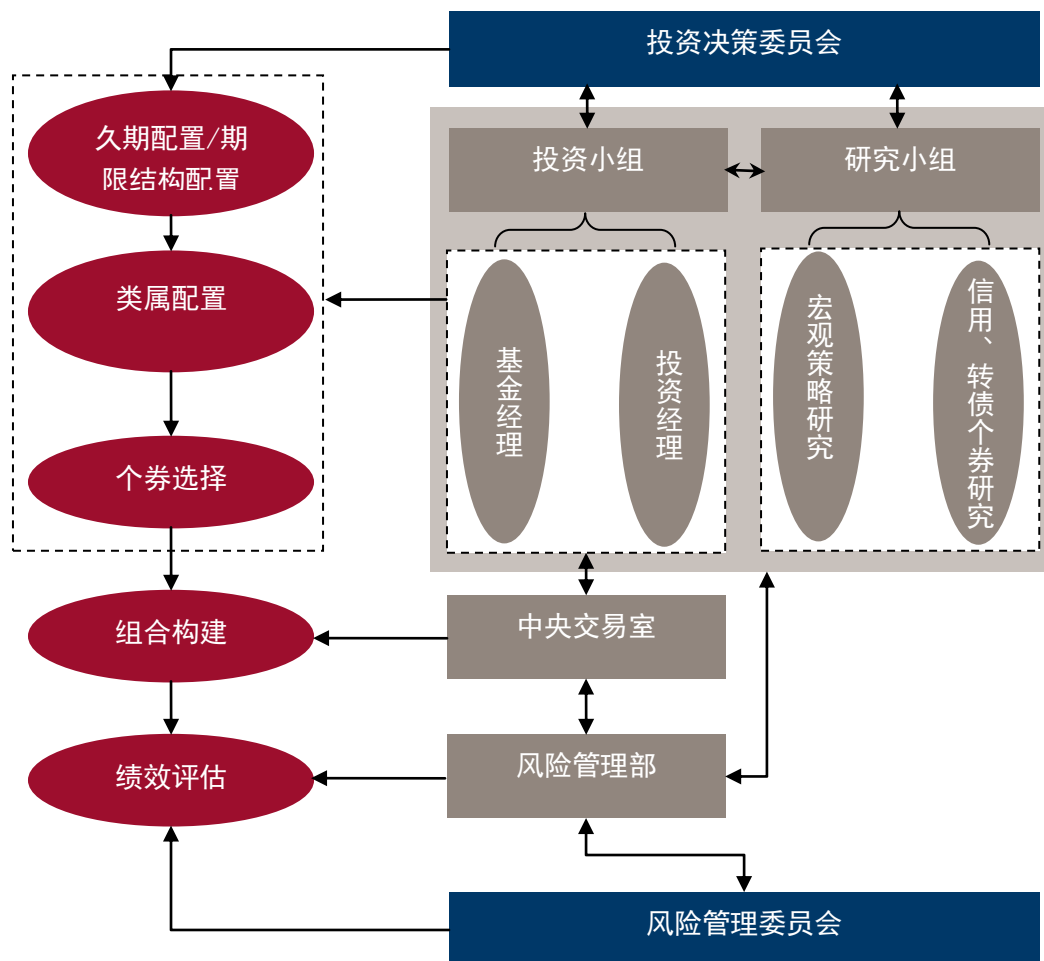 投资决策委员会
久期配置/期
限结构配置
投资小组
研究小组
类属配置
基金经理
投资经理
宏观策略研究
信用、转债个券研究
个券选择
组合构建
中央交易室
绩效评估
风险管理部
风险管理委员会